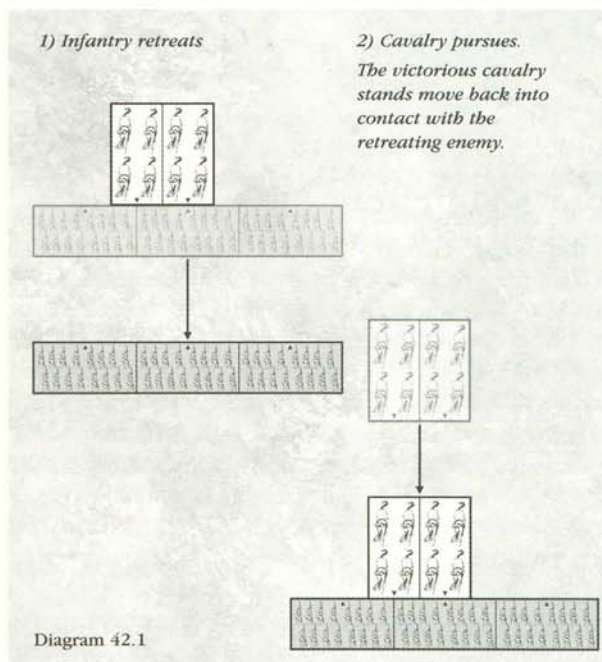 1) Infantry retreats
2) Cavalry pursues.
The victorious cavalry
stands move back into
contact with the
retreating enemy.
Diagram 42.1